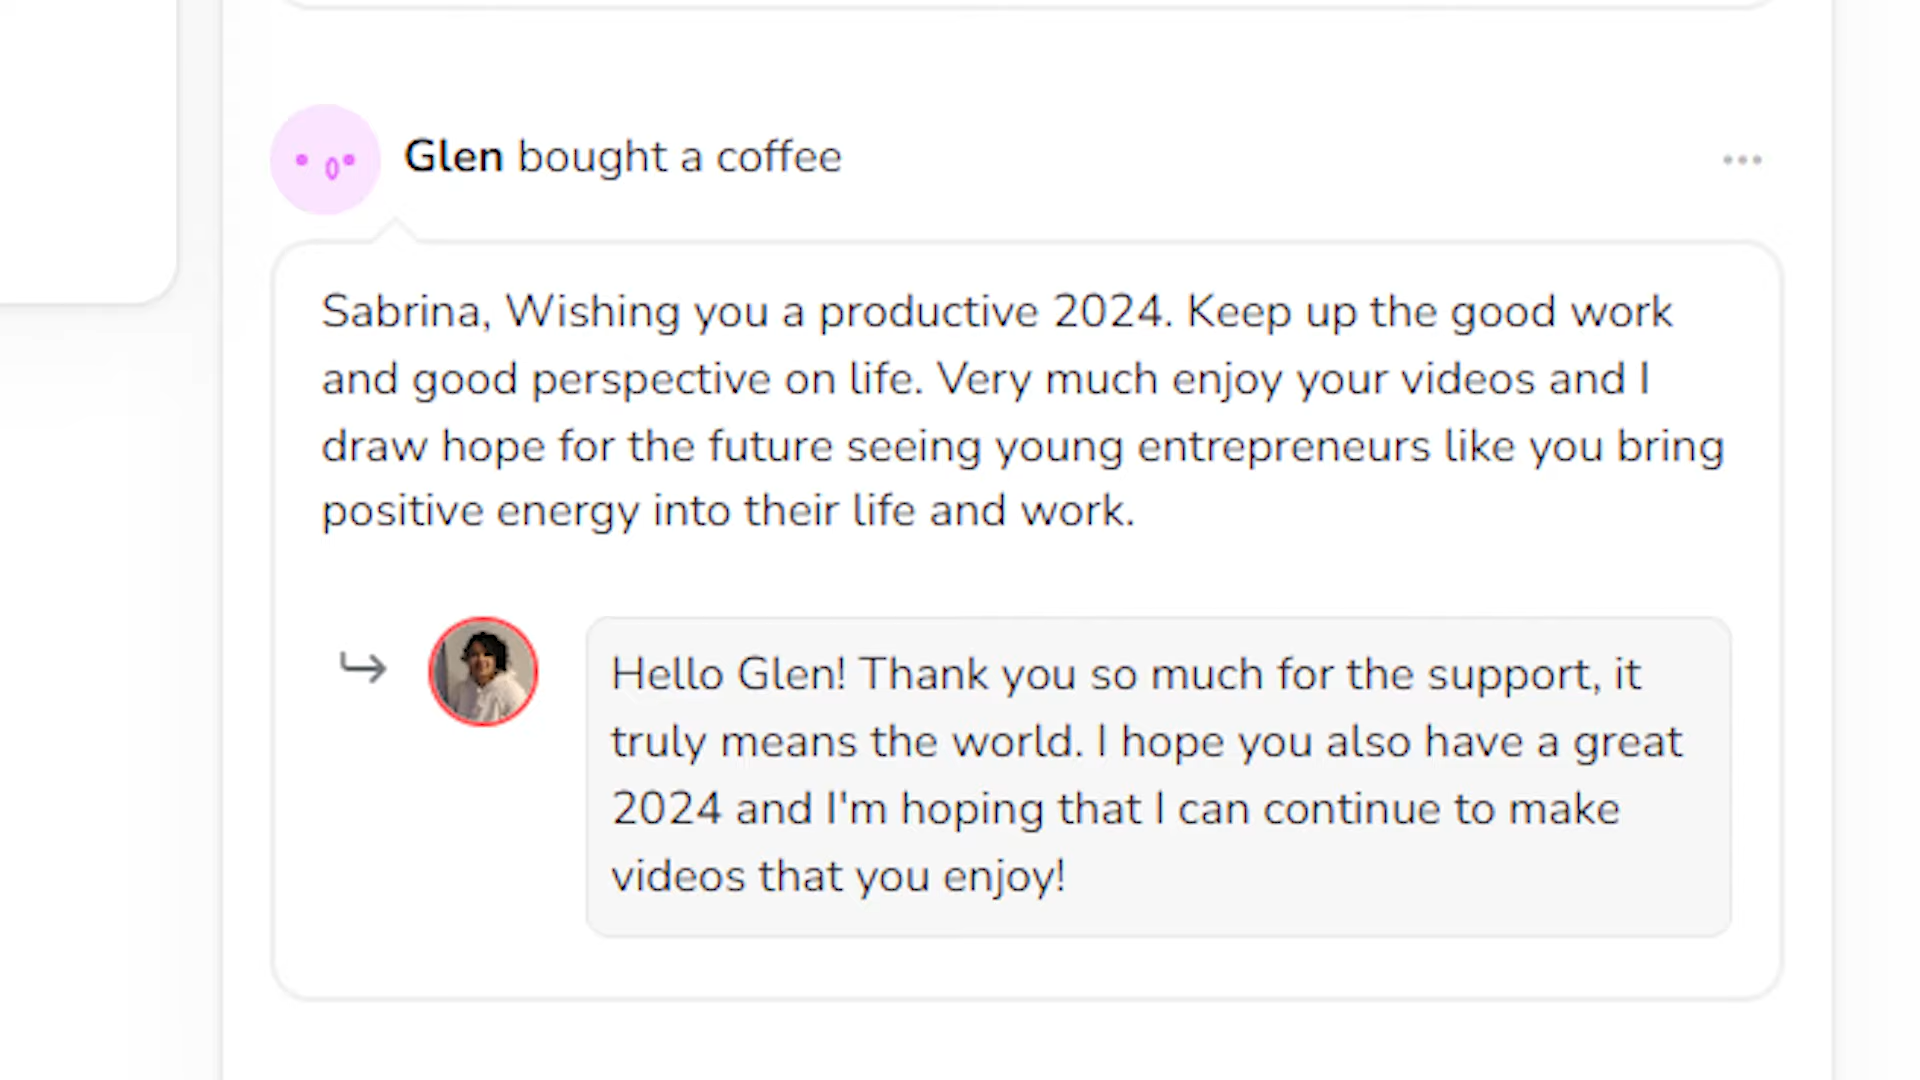 Glen bought a coffee
Sabrina, Wishing you a productive 2024. Keep up the good work
and good perspective on life. Very much enjoy your videos and I
draw hope for the future seeing young entrepreneurs like you bring
positive energy into their life and work.
Hello Glen! Thank you so much for the support, it
truly means the world. I hope you also have a great
2024 and I'm hoping that I can continue to make
videos that you enjoy!